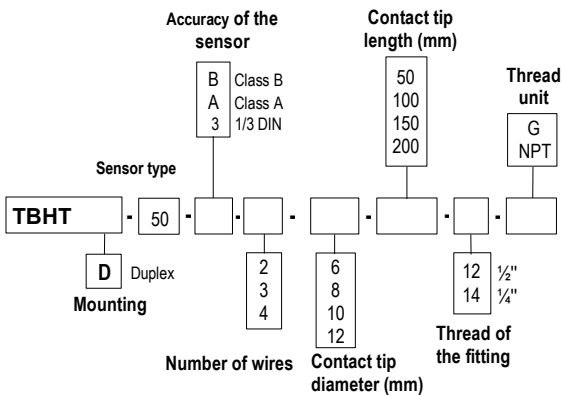 Accuracy of the
sensor
B Class B
A Class A
3 1/3 DIN
Contact tip
length (mm)
50
100
150
200
Thread
unit
G
NPT
Sensor type
TBHT - 50 - - - - - -
D Duplex
Mounting
2
3
4
Number of wires
6
8
10
12
Contact tip
diameter (mm)
12 ½"
14 ¼"
Thread of
the fitting